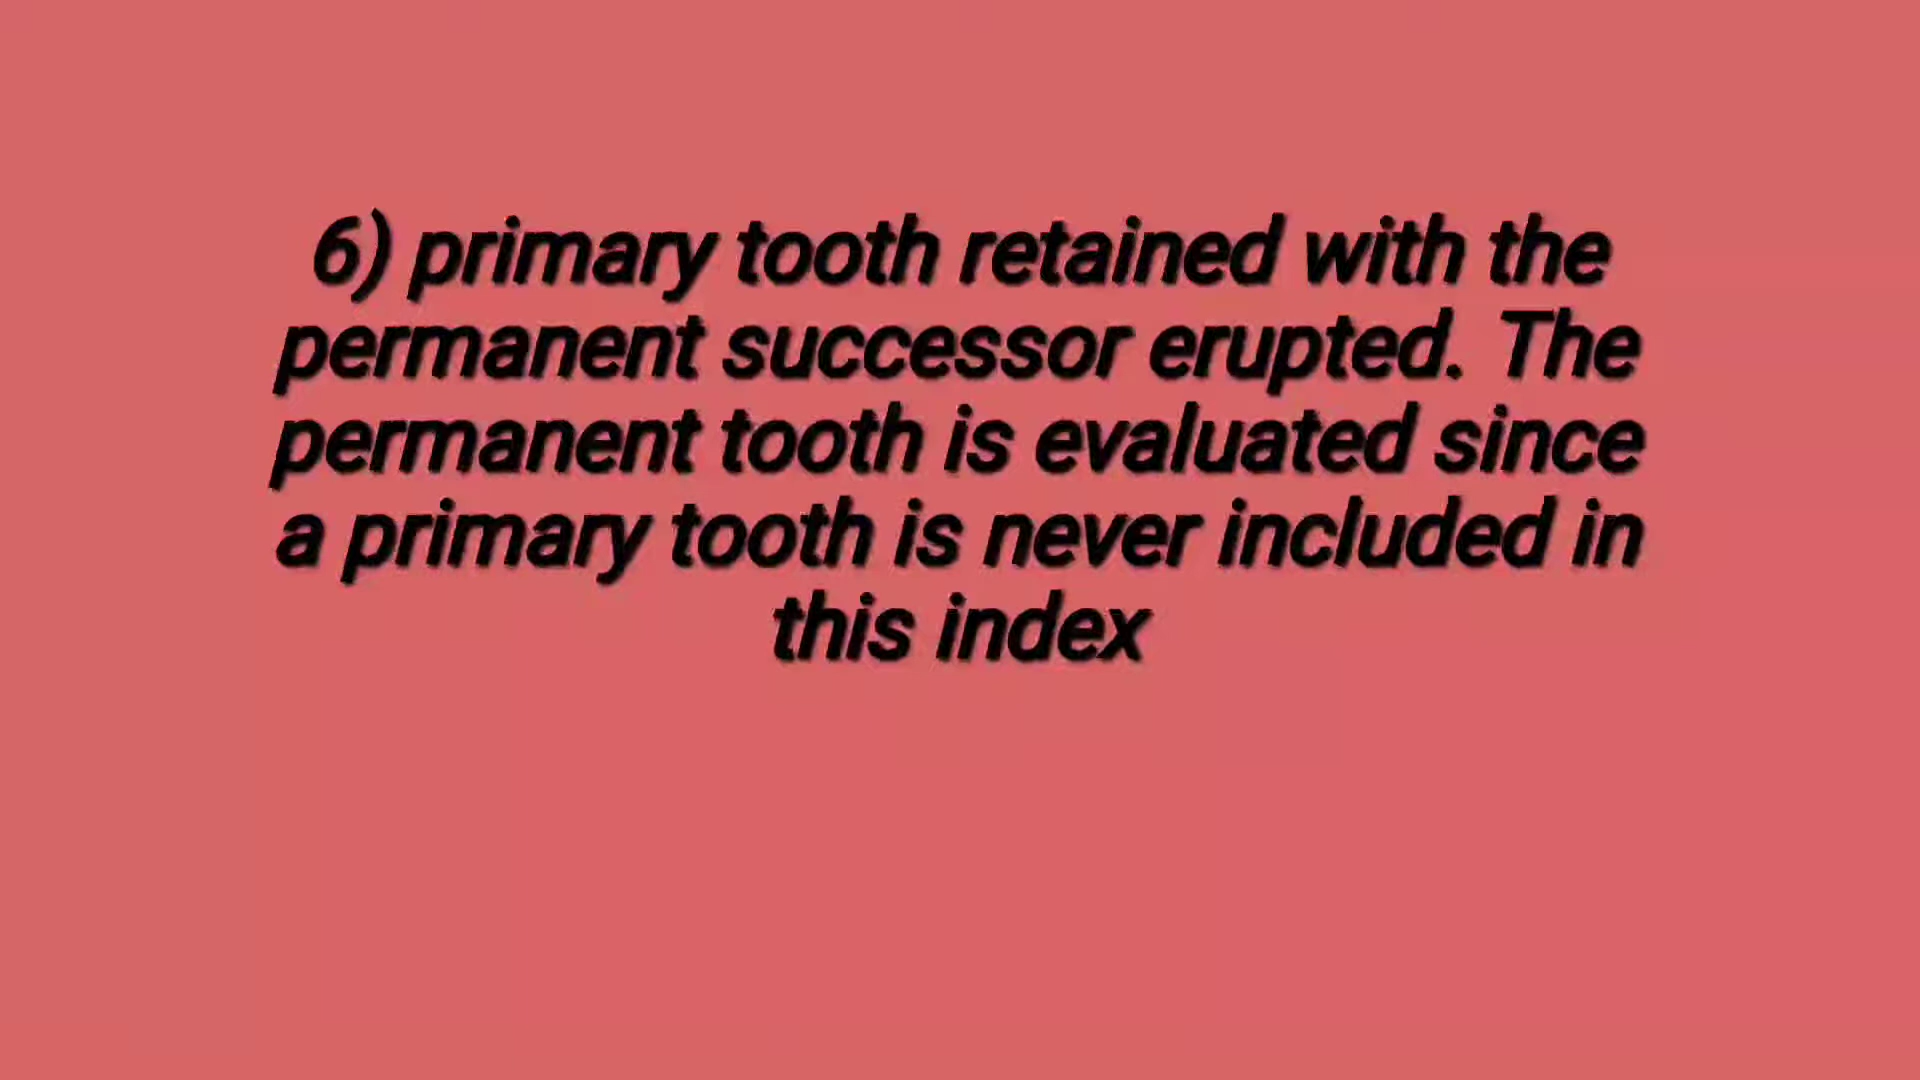 6) primary tooth retained with the
permanent successor erupted. The
permanent tooth is evaluated since
a primary tooth is never included in
this index